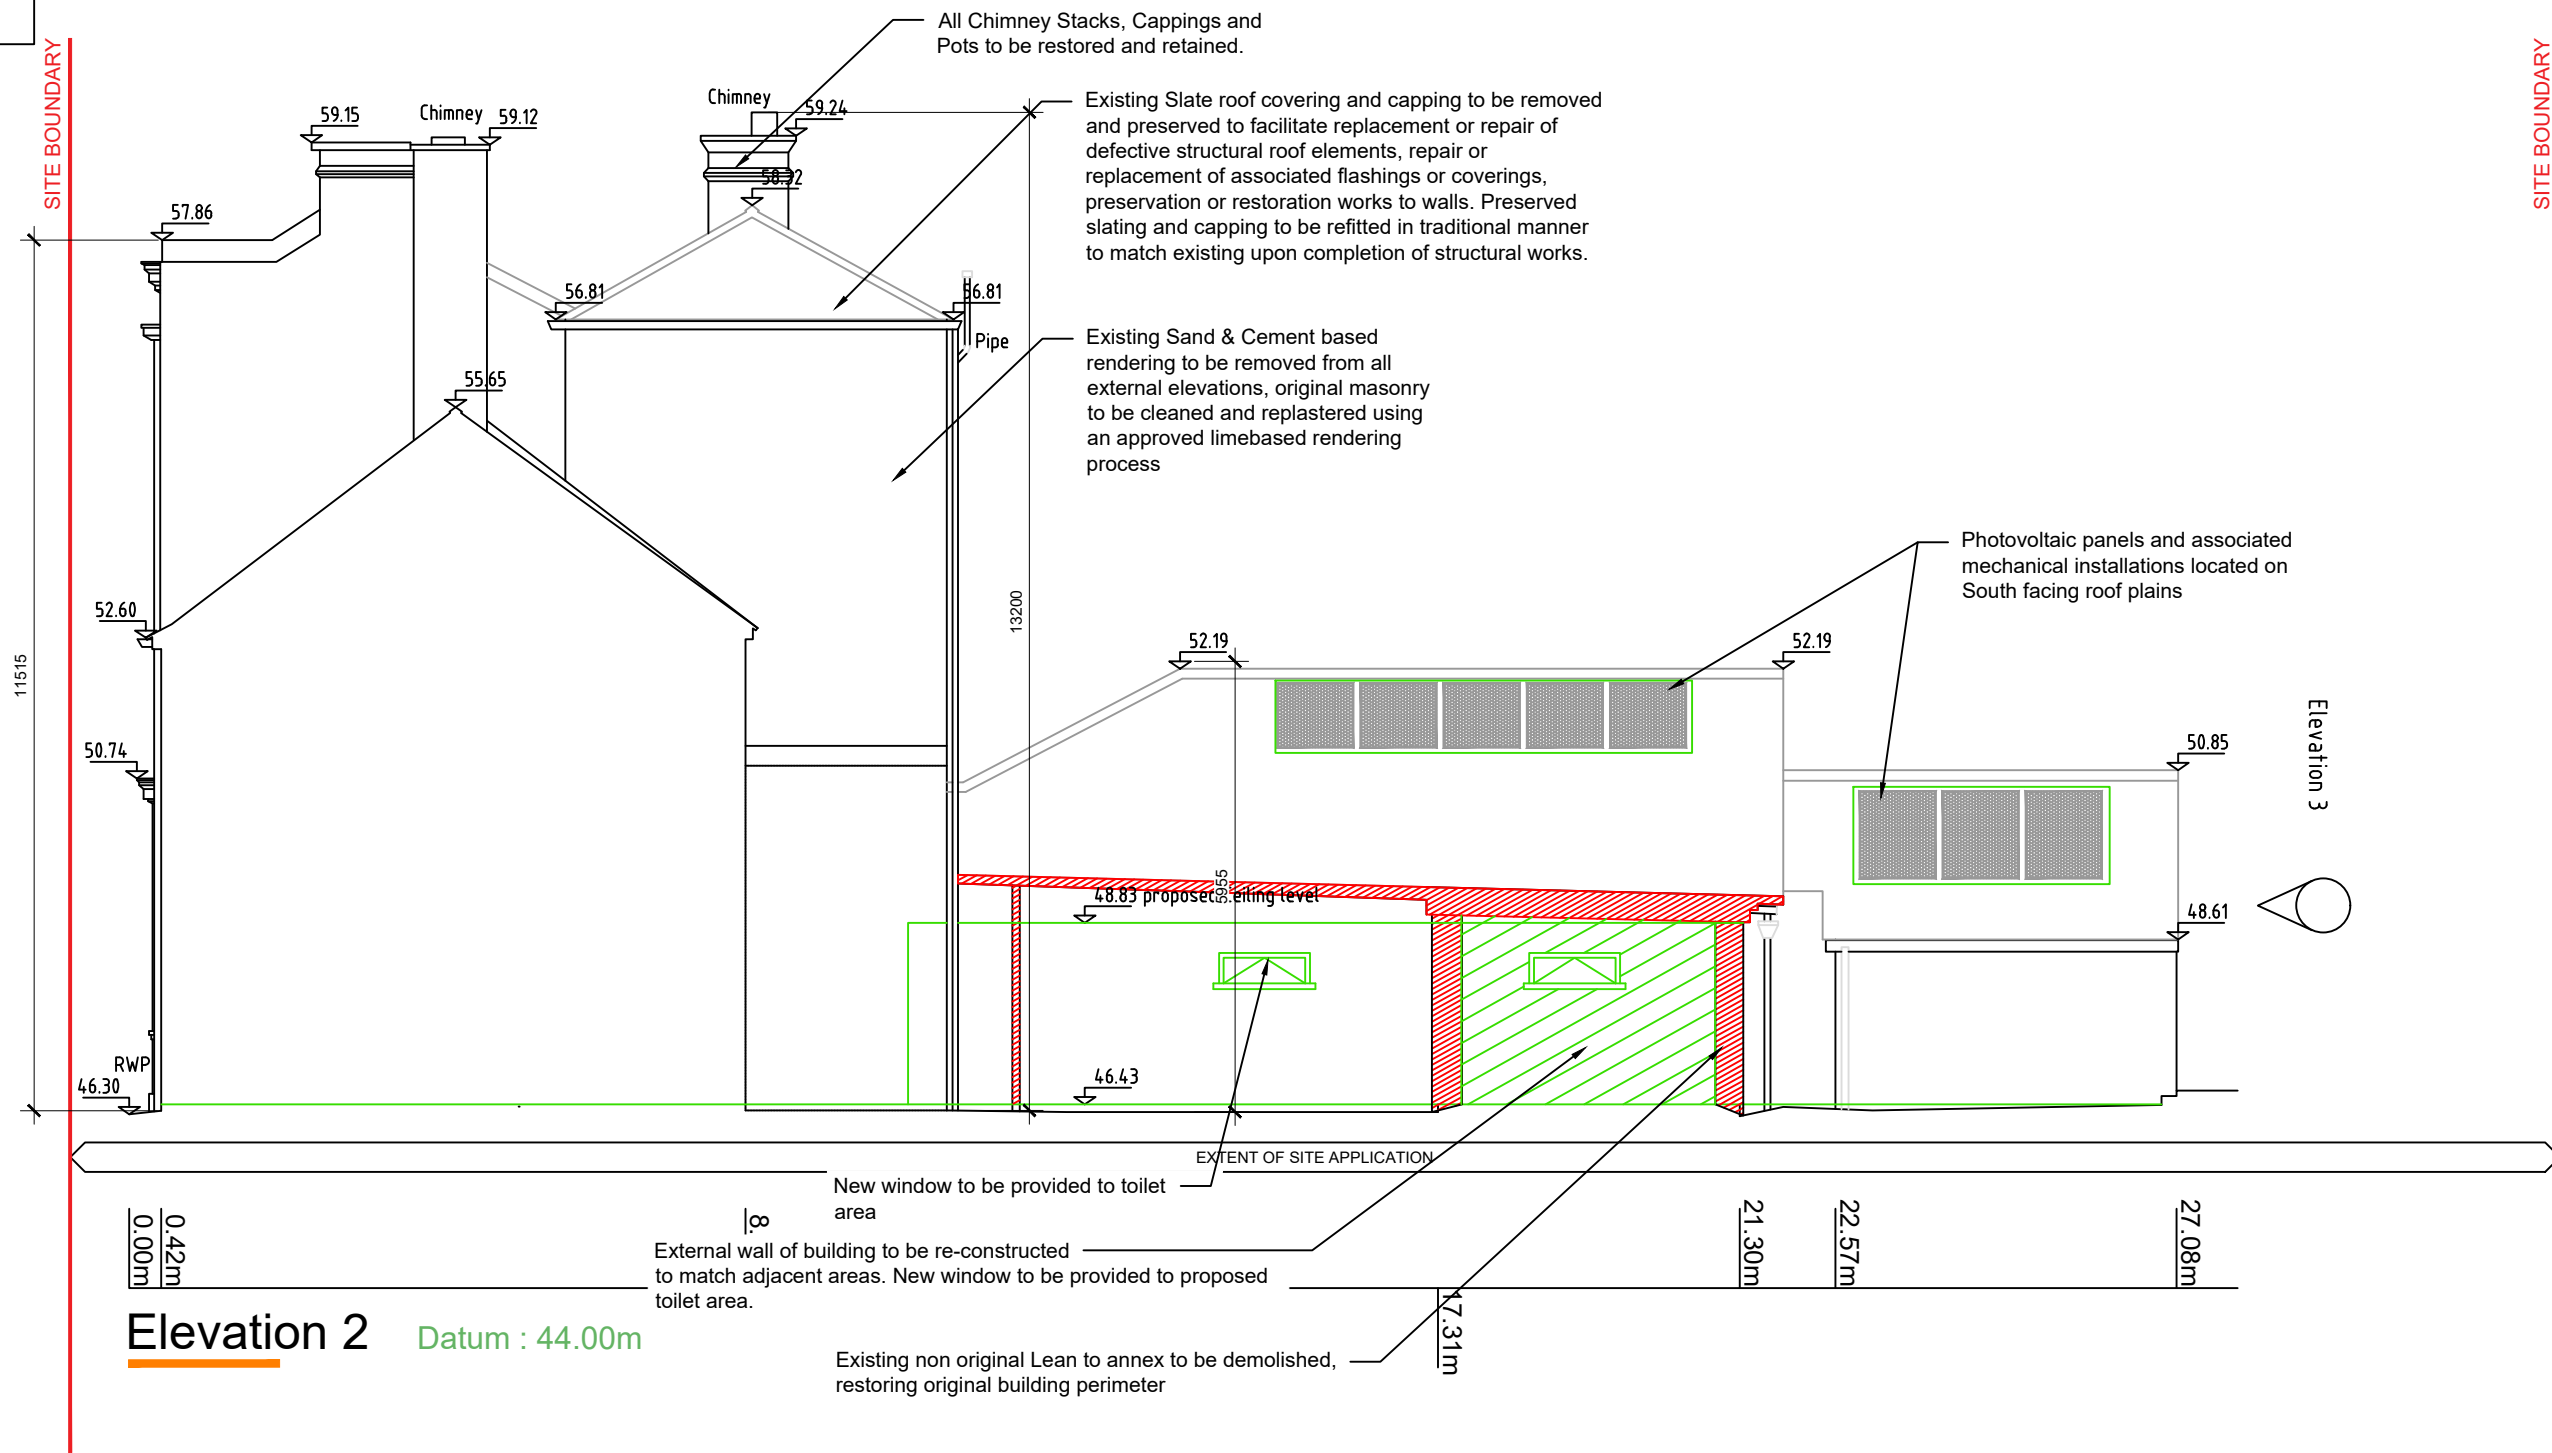 All Chimney Stacks, Cappings and
Pots to be restored and retained.
SITE BOUNDARY
SITE BOUNDARY
59.15
Chimney
59.12
Chimney
59.24
58.32
57.86
Existing Slate roof covering and capping to be removed
and preserved to facilitate replacement or repair of
defective structural roof elements, repair or
replacement of associated flashings or coverings,
preservation or restoration works to walls. Preserved
slating and capping to be refitted in traditional manner
to match existing upon completion of structural works.
56.81
56.81
Pipe
Existing Sand & Cement based
rendering to be removed from all
external elevations, original masonry
to be cleaned and replastered using
an approved limebased rendering
process
55.65
Photovoltaic panels and associated
mechanical installations located on
South facing roof plains
52.60
13200
52.19
52.19
11515
50.74
50.85
Elevation 3
48.83 proposed ceiling level
5955
48.61
RWP
46.30
46.43
EXTENT OF SITE APPLICATION
New window to be provided to toilet
area
0.00m
0.42m
8.
21.30m
22.57m
27.08m
External wall of building to be re-constructed
to match adjacent areas. New window to be provided to proposed
toilet area.
17.31m
Elevation 2
Datum : 44.00m
Existing non original Lean to annex to be demolished,
restoring original building perimeter